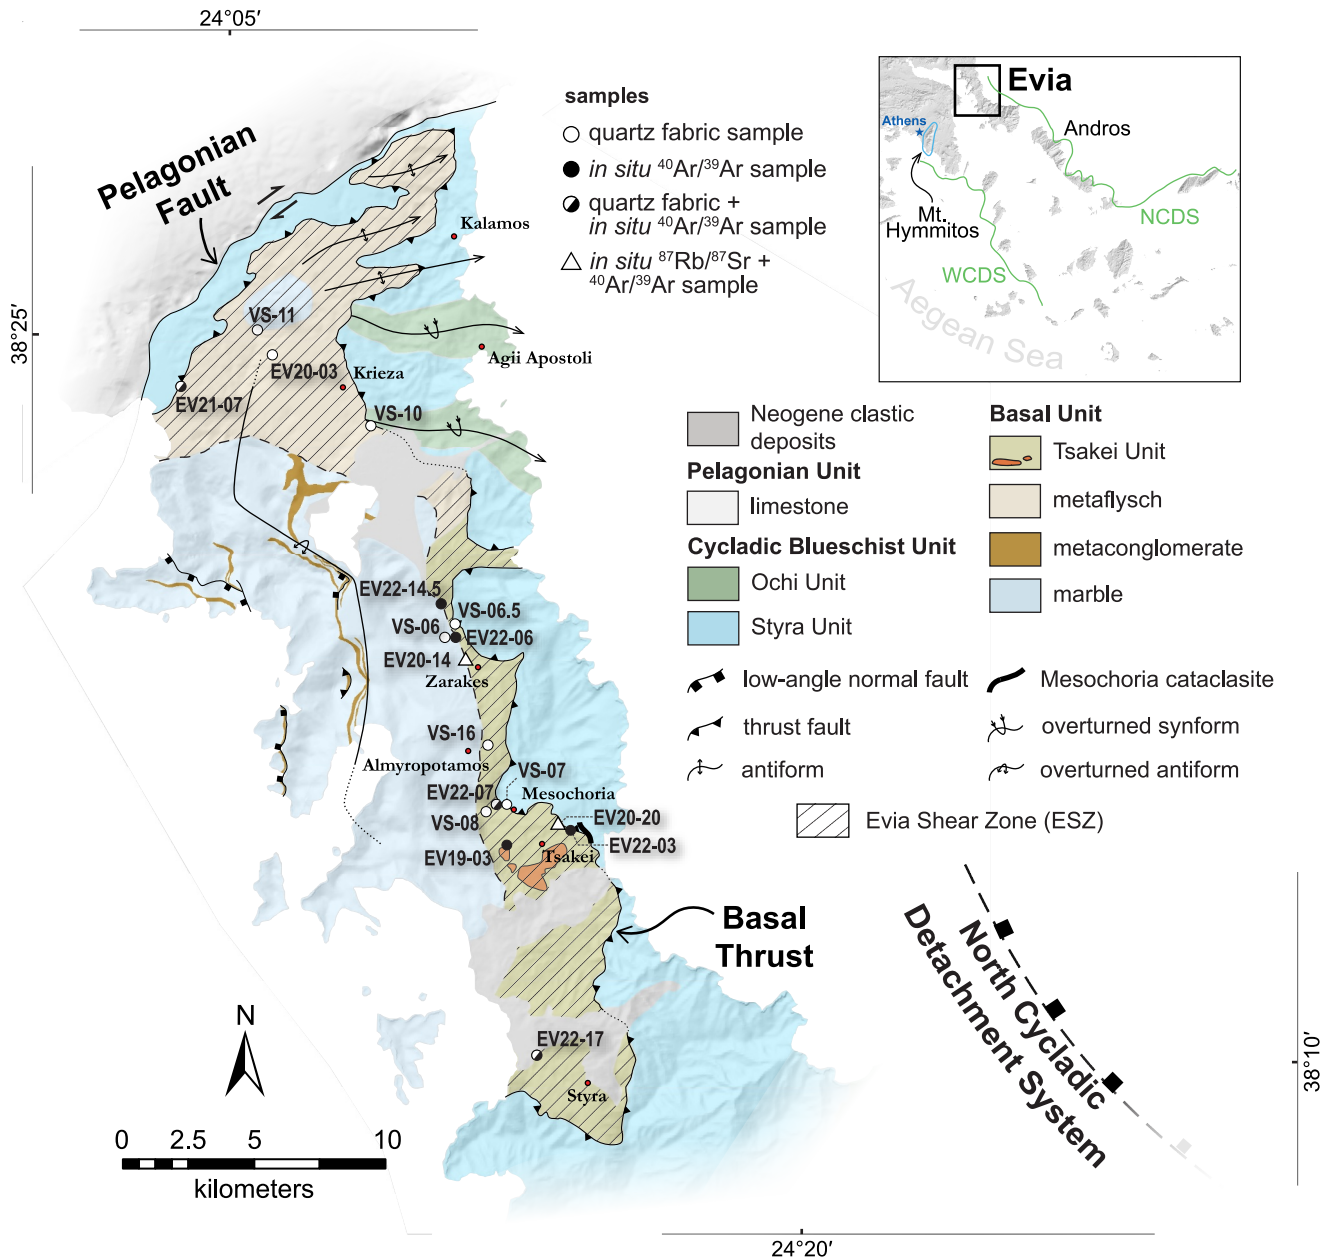 24°05′
samples
quartz fabric sample
in situ ⁴⁰Ar/³⁹Ar sample
quartz fabric +
in situ ⁴⁰Ar/³⁹Ar sample
in situ ⁸⁷Rb/⁸⁷Sr +
⁴⁰Ar/³⁹Ar sample
Evia
Athens
Andros
Mt.
Hymmitos
NCDS
WCDS
Aegean Sea
Pelagonian
Fault
Kalamos
38°25′
VS-11
EV20-03
Krieza
Agii Apostoli
EV21-07
VS-10
Neogene clastic
deposits
Pelagonian Unit
limestone
Cycladic Blueschist Unit
Ochi Unit
Styra Unit
Basal Unit
Tsakei Unit
metaflysch
metaconglomerate
marble
low-angle normal fault
thrust fault
antiform
Mesochoria cataclasite
overturned synform
overturned antiform
Evia Shear Zone (ESZ)
EV22-14.5
VS-06.5
VS-06
EV22-06
EV20-14
Zarakes
VS-16
Almyropotamos
VS-07
EV22-07
Mesochoria
VS-08
EV20-20
EV22-03
EV19-03
Tsakei
Basal
Thrust
North Cycladic
Detachment System
38°10′
N
EV22-17
Styra
0 2.5 5 10
kilometers
24°20′